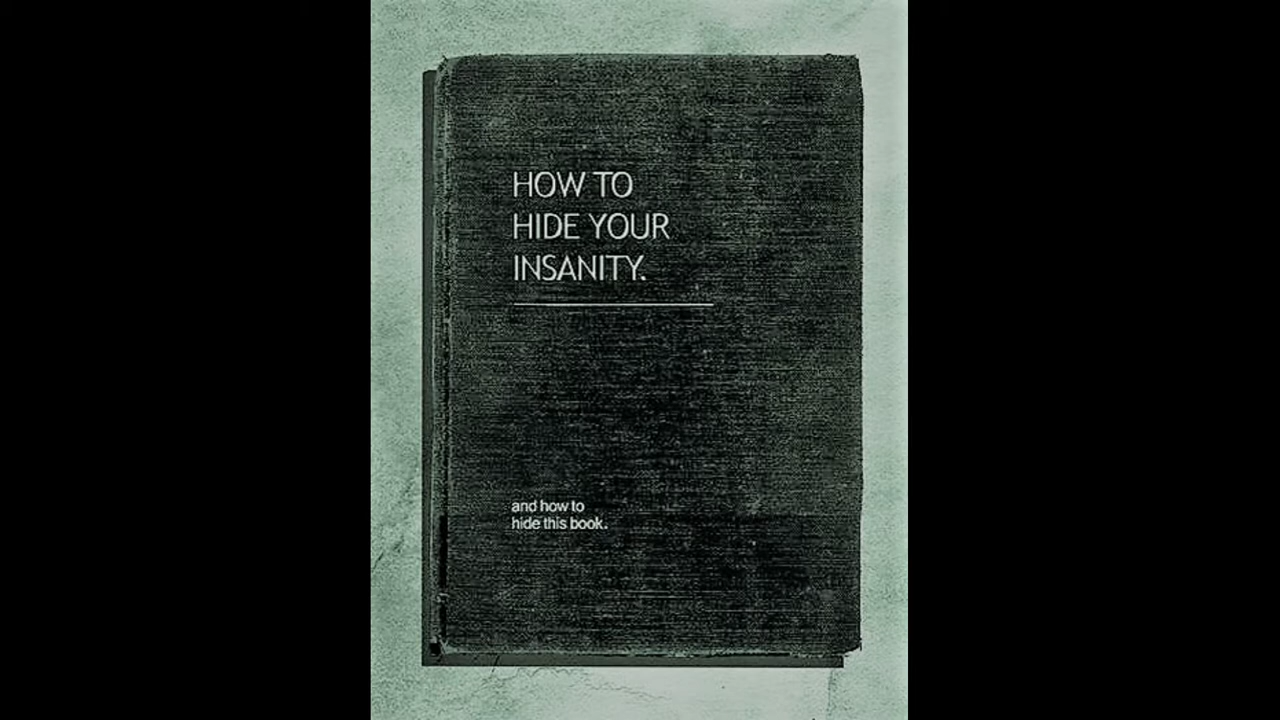 HOW TO
HIDE YOUR
INSANITY.
and how to
hide this book.